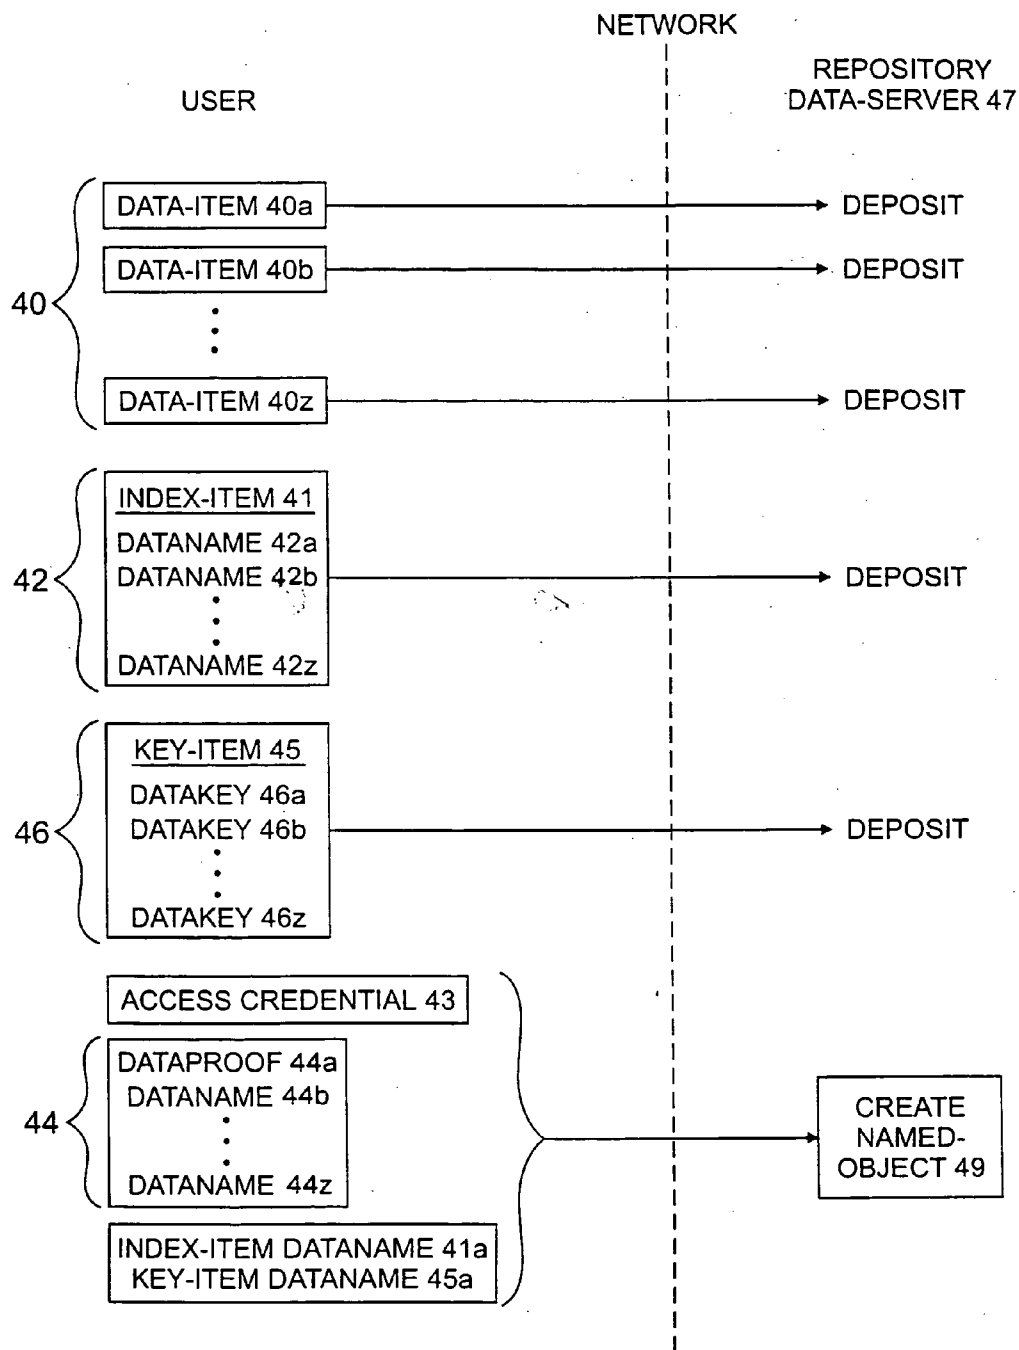 NETWORK
USER
REPOSITORY
DATA-SERVER 47
40
DATA-ITEM 40a
DEPOSIT
DATA-ITEM 40b
DEPOSIT
DATA-ITEM 40z
DEPOSIT
42
INDEX-ITEM 41
DATANAME 42a
DATANAME 42b
DATANAME 42z
DEPOSIT
46
KEY-ITEM 45
DATAKEY 46a
DATAKEY 46b
DATAKEY 46z
DEPOSIT
ACCESS CREDENTIAL 43
44
DATAPROOF 44a
DATANAME 44b
DATANAME 44z
INDEX-ITEM DATANAME 41a
KEY-ITEM DATANAME 45a
CREATE
NAMED-
OBJECT 49